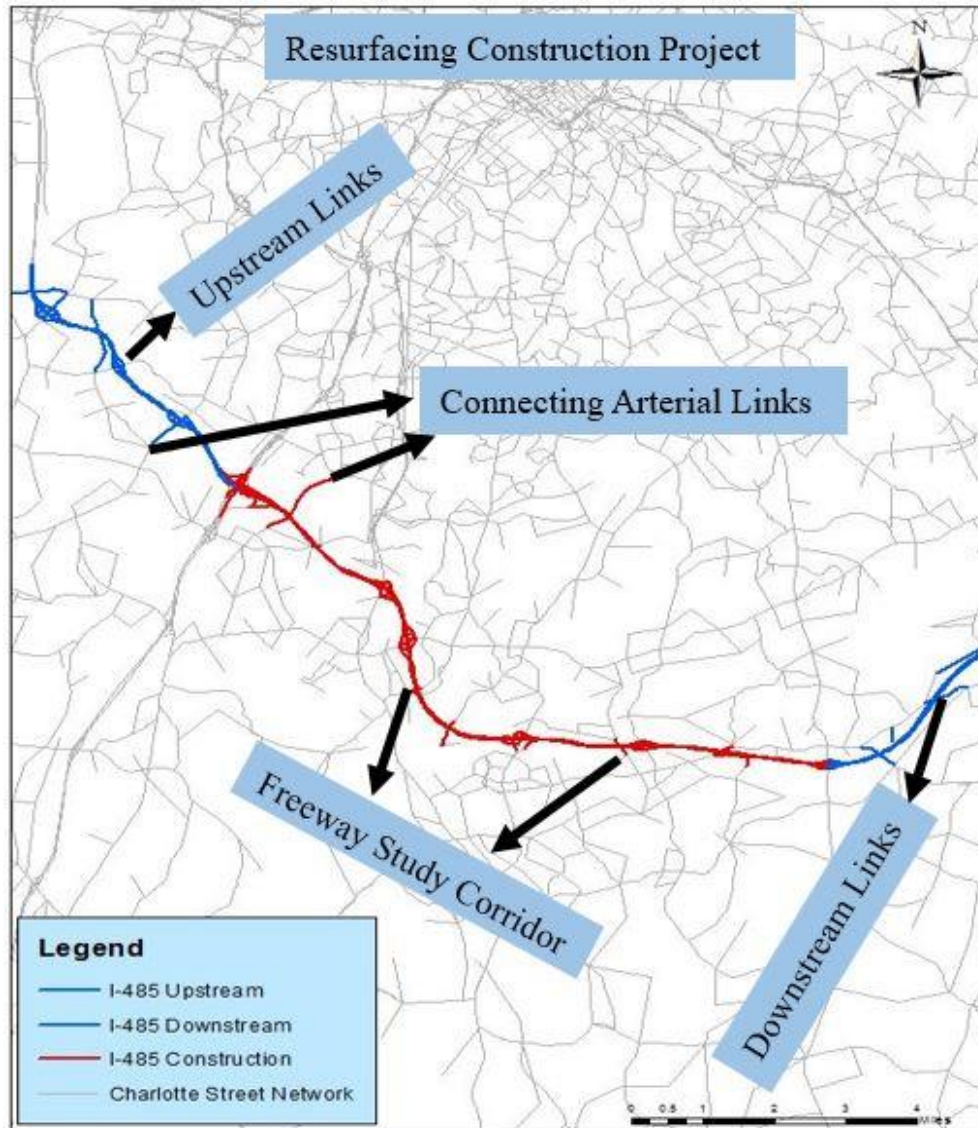 Resurfacing Construction Project
N
Upstream Links
Connecting Arterial Links
Freeway Study Corridor
Downstream Links
Legend
I-485 Upstream
I-485 Downstream
I-485 Construction
Charlotte Street Network
0 0.5 1 2 3 4
Miles